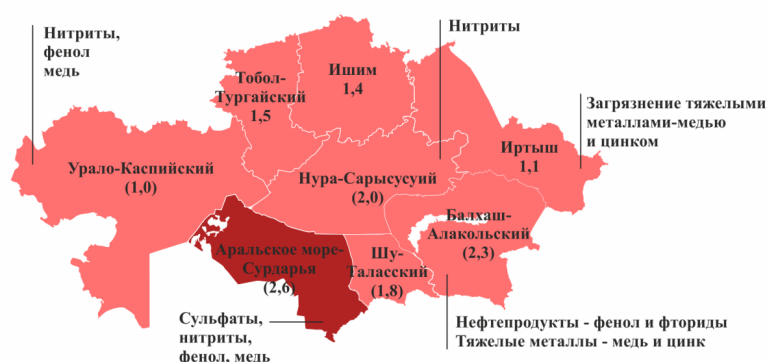 Нитриты,
фенол
медь
Нитриты
Тобол-
Тургайский
1,5
Ишим
1,4
Загрязнение тяжелыми
металлами-медью
и цинком
Иртыш
1,1
Урало-Каспийский
(1,0)
Нура-Сарысусуий
(2,0)
Балхаш-
Алакольский
(2,3)
Аральское морс-
Сурдарья
(2,6)
Шу-
Таласский
(1,8)
Сульфаты,
нитриты,
фенол, медь
Нефтепродукты - фенол и фториды
Тяжелые металлы - медь и цинк